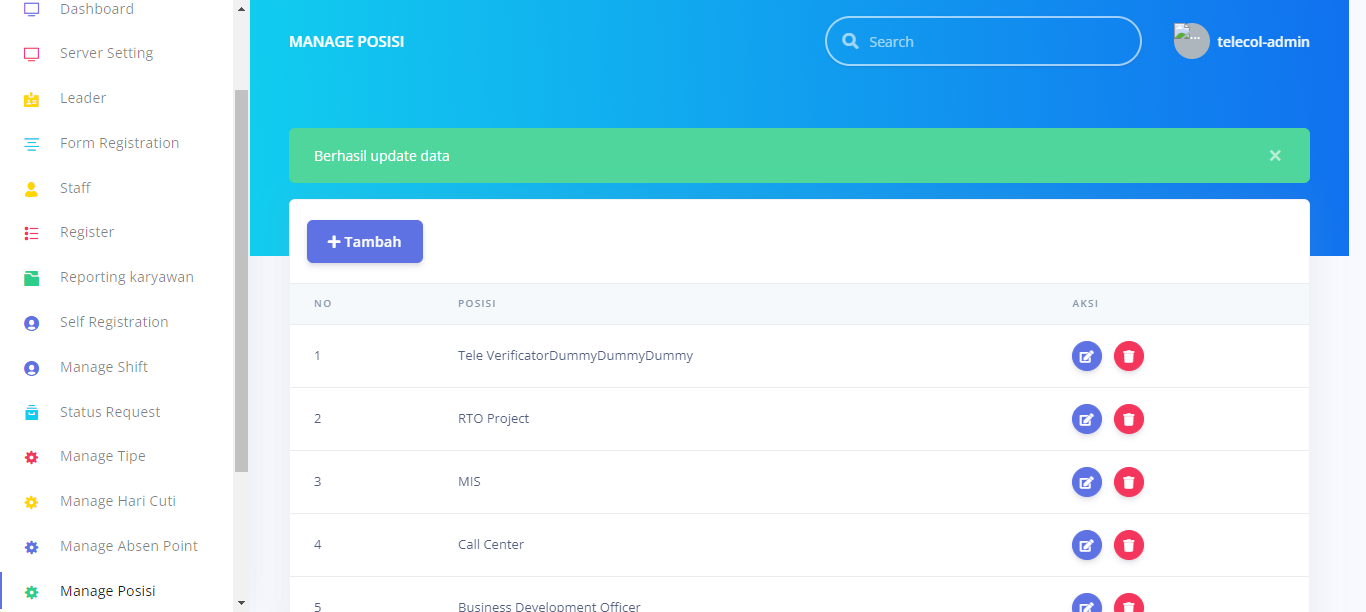 Dashboard
Server Setting
Leader
Form Registration
Staff
Register
Reporting karyawan
Self Registration
Manage Shift
Status Request
Manage Tipe
Manage Hari Cuti
Manage Absen Point
Manage Posisi
MANAGE POSISI
Search
...
telecol-admin
Berhasil update data
×
Tambah
NO POSISI AKSI
1 Tele VerificatorDummyDummyDummy
2 RTO Project
3 MIS
4 Call Center
5 Business Development Officer